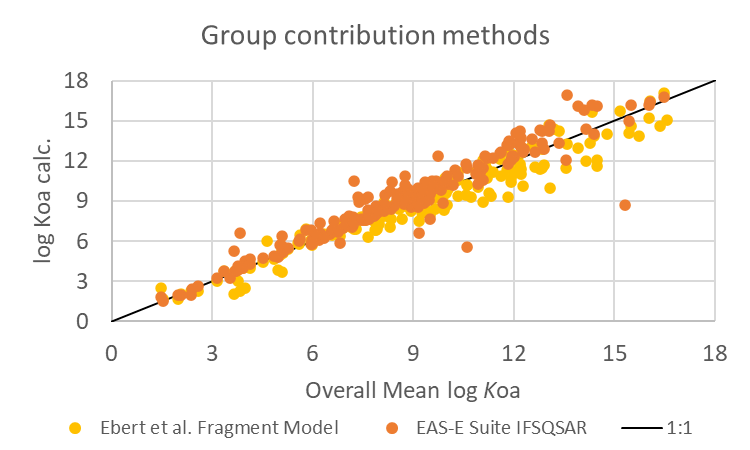 Group contribution methods
18
15
12
9
6
3
0
log Koa calc.
0 3 6 9 12 15 18
Overall Mean log Koa
Ebert et al. Fragment Model EAS-E Suite IFSQSAR 1:1